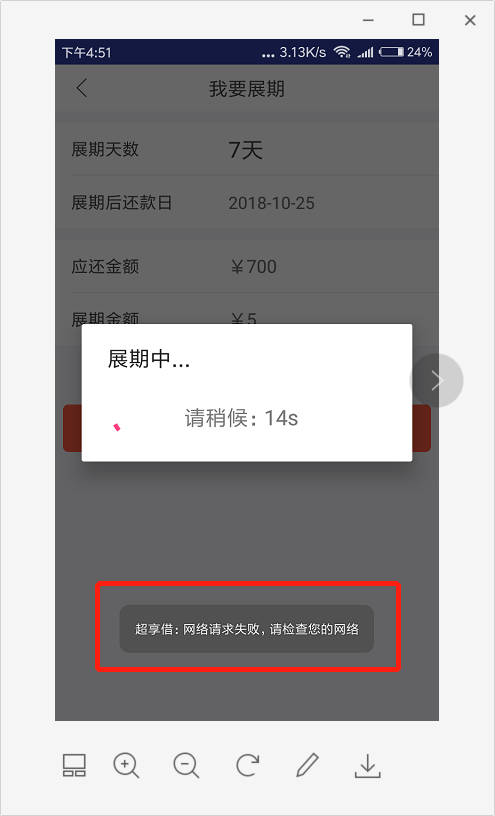 下午4:51 ... 3.13K/s 24%
我要展期
展期天数 7天
展期后还款日 2018-10-25
应还金额 ￥700
展期金额 ￥5
展期中...
请稍候: 14s
超享借: 网络请求失败, 请检查您的网络